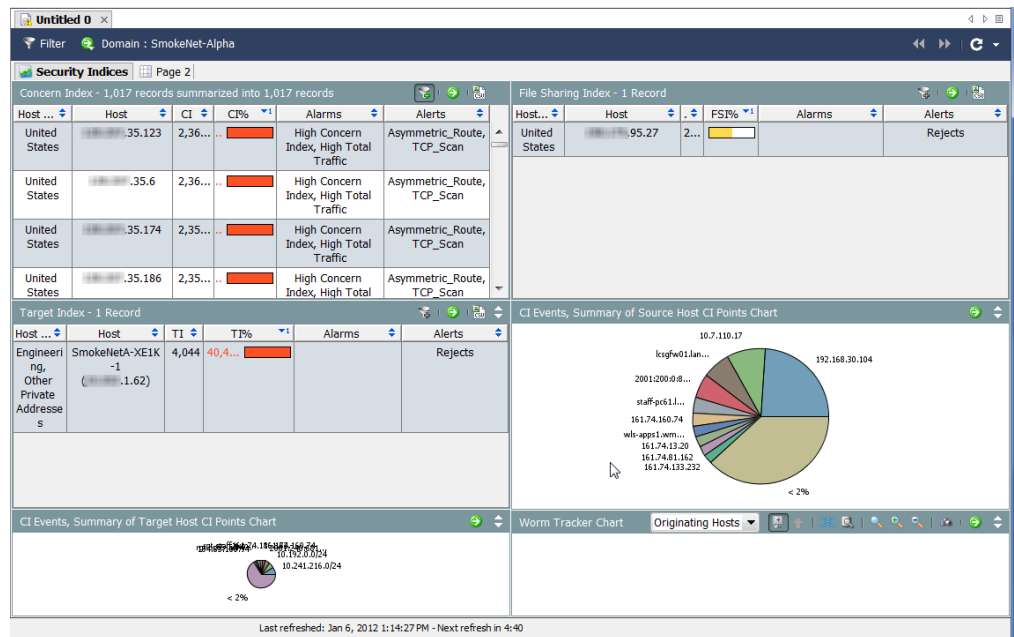 Untitled 0
Filter Domain : SmokeNet-Alpha
Security Indices Page 2
Concern Index - 1,017 records summarized into 1,017 records
Host ... Host CI CI% 1 Alarms Alerts
United States .35.123 2,36... .. High Concern Index, High Total Traffic Asymmetric_Route, TCP_Scan
United States .35.6 2,36... .. High Concern Index, High Total Traffic Asymmetric_Route, TCP_Scan
United States .35.174 2,35... .. High Concern Index, High Total Traffic Asymmetric_Route, TCP_Scan
United States .35.186 2,35... .. High Concern Index, High Total Asymmetric_Route, TCP_Scan
File Sharing Index - 1 Record
Host... Host . FSI% 1 Alarms Alerts
United States .95.27 2... Rejects
Target Index - 1 Record
Host ... Host TI TI% 1 Alarms Alerts
Engineeri ng, Other Private Addresse s SmokeNetA-XE1K -1 ( .1.62) 4,044 40,4... Rejects
CI Events, Summary of Source Host CI Points Chart
10.7.110.17
lcsgfw01.lan...
192.168.30.104
2001:200:0:8...
staff-pc61.l...
161.74.160.74
wls-apps1.wm...
161.74.13.20
161.74.81.162
161.74.133.232
< 2%
CI Events, Summary of Target Host CI Points Chart
10.192.0.0/24
10.241.216.0/24
< 2%
Worm Tracker Chart Originating Hosts
Last refreshed: Jan 6, 2012 1:14:27 PM - Next refresh in 4:40